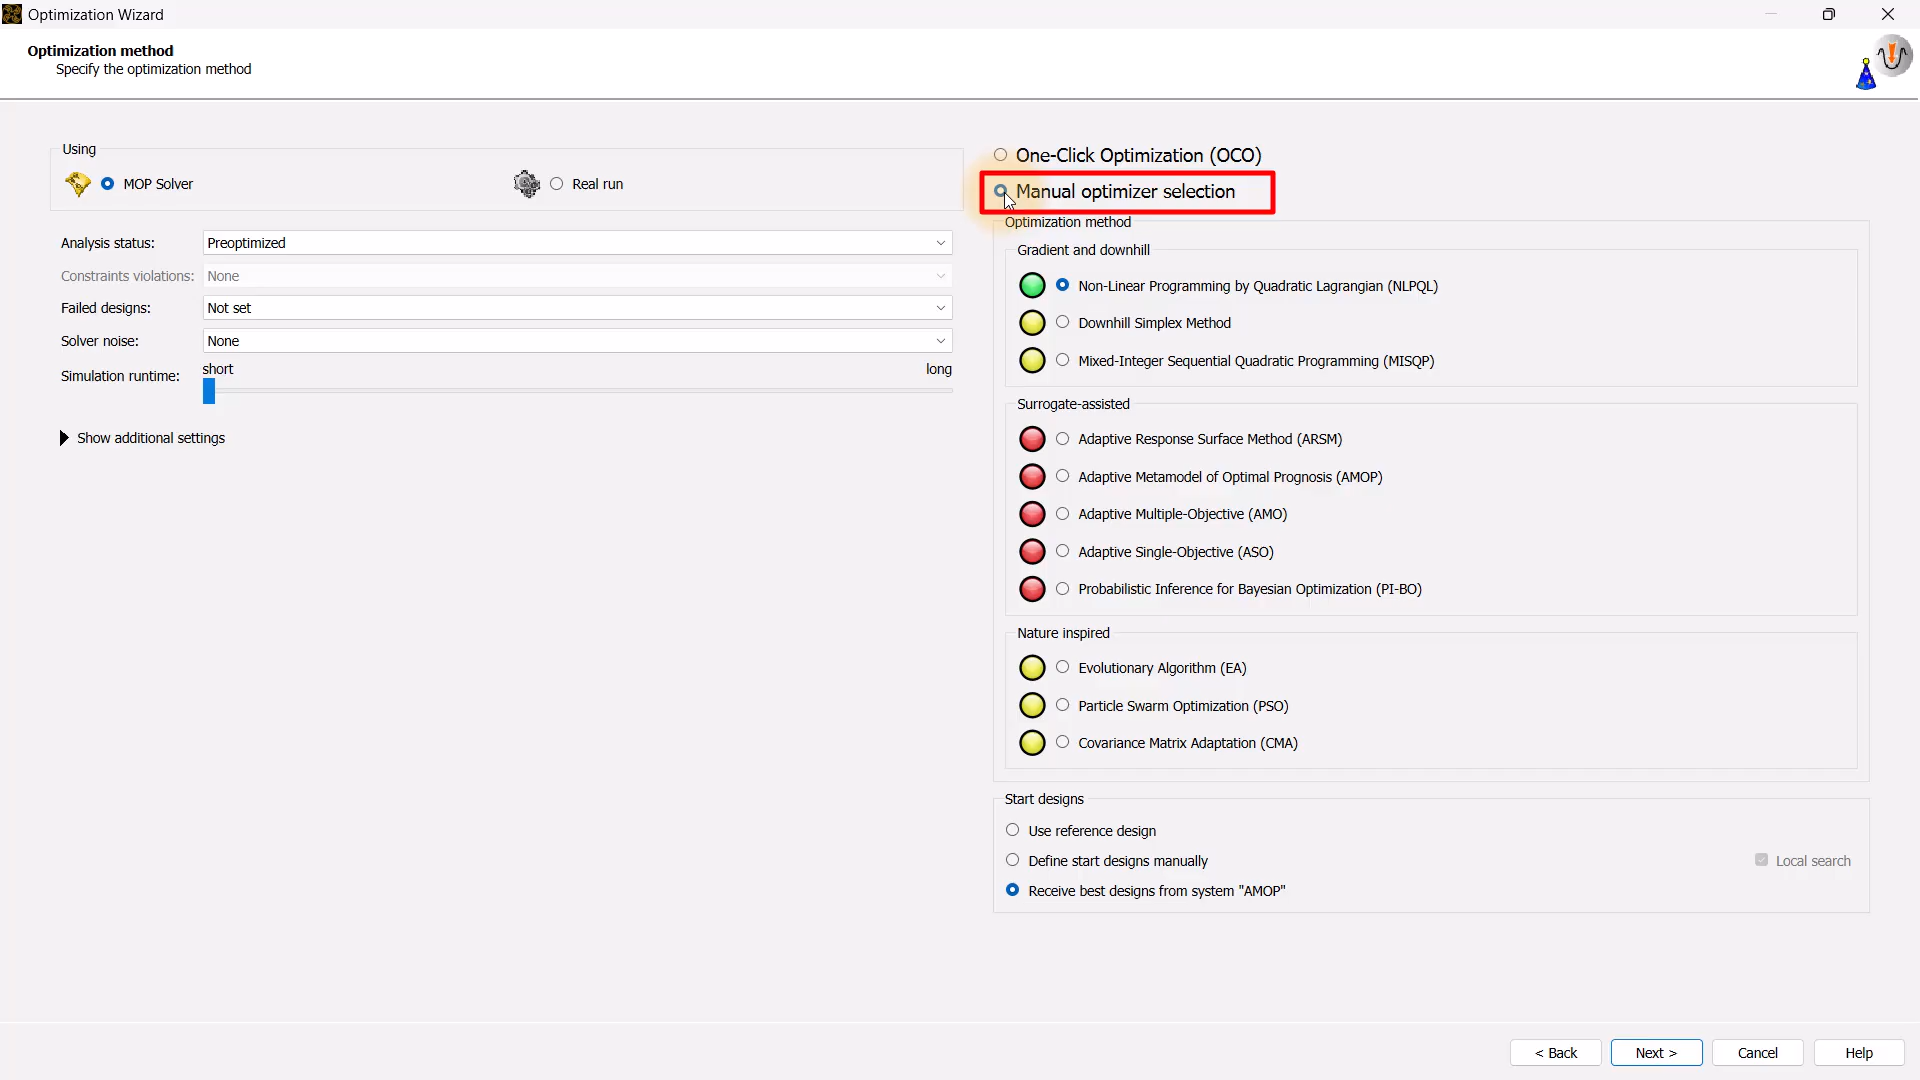 Optimization Wizard
Optimization method
Specify the optimization method
Using
MOP Solver
Real run
Analysis status:
Preoptimized
Constraints violations:
None
Failed designs:
Not set
Solver noise:
None
Simulation runtime:
short
long
Show additional settings
One-Click Optimization (OCO)
Manual optimizer selection
Optimization method
Gradient and downhill
Non-Linear Programming by Quadratic Lagrangian (NLPQL)
Downhill Simplex Method
Mixed-Integer Sequential Quadratic Programming (MISQP)
Surrogate-assisted
Adaptive Response Surface Method (ARSM)
Adaptive Metamodel of Optimal Prognosis (AMOP)
Adaptive Multiple-Objective (AMO)
Adaptive Single-Objective (ASO)
Probabilistic Inference for Bayesian Optimization (PI-BO)
Nature inspired
Evolutionary Algorithm (EA)
Particle Swarm Optimization (PSO)
Covariance Matrix Adaptation (CMA)
Start designs
Use reference design
Define start designs manually
Local search
Receive best designs from system "AMOP"
< Back
Next >
Cancel
Help